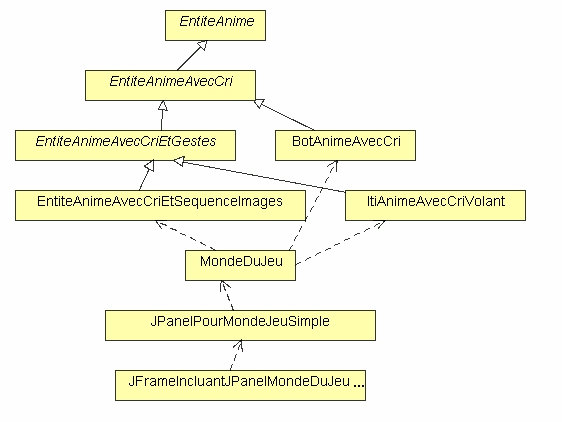 EntiteAnime
EntiteAnimeAvecCri
EntiteAnimeAvecCriEtGestes
BotAnimeAvecCri
EntiteAnimeAvecCriEtSequenceImages
ItiAnimeAvecCriVolant
MondeDuJeu
JPanelPourMondeJeuSimple
JFrameIncluantJPanelMondeDuJeu ...